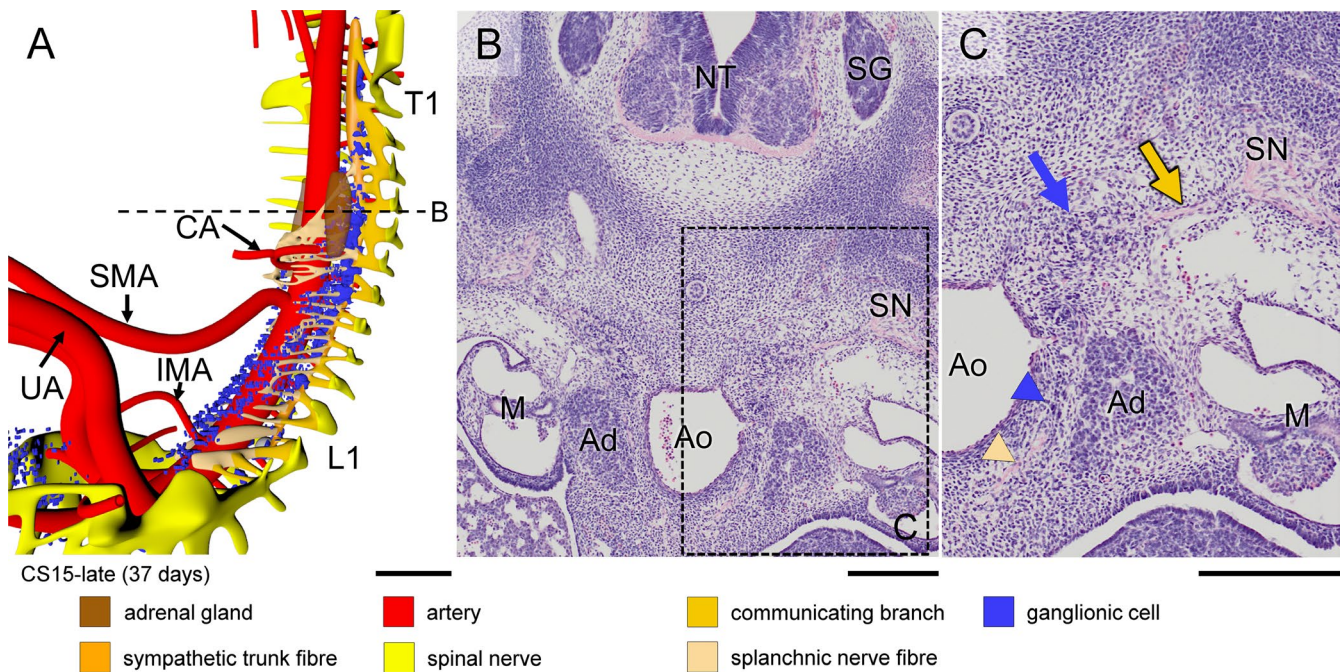 A
T1
B
CA
SMA
UA
IMA
L1
B
NT
SG
SN
M
Ad
Ao
C
C
SN
Ao
Ad
M
CS15-late (37 days)
adrenal gland
artery
communicating branch
ganglionic cell
sympathetic trunk fibre
spinal nerve
splanchnic nerve fibre